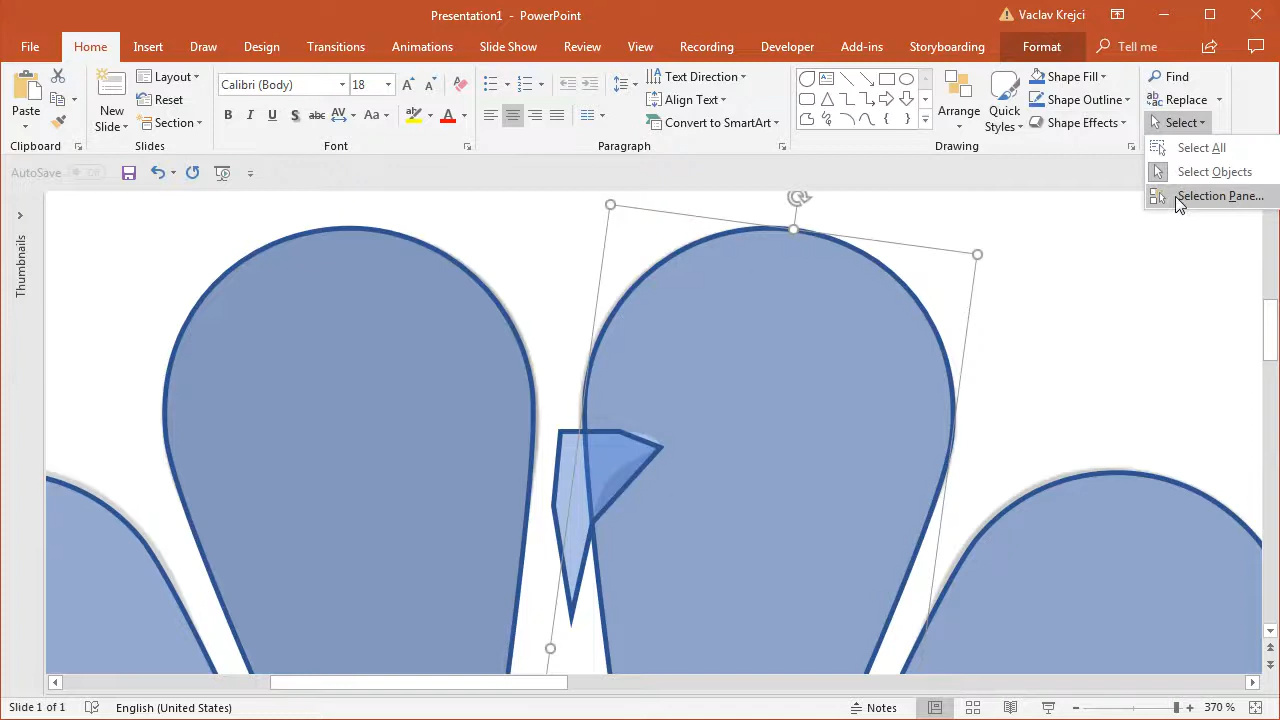 Presentation1 - PowerPoint
Vaclav Krejci
File Home Insert Draw Design Transitions Animations Slide Show Review View Recording Developer Add-ins Storyboarding Format Tell me
Paste
Clipboard
New
Slide
Layout
Reset
Section
Slides
Calibri (Body) 18
B I U S abc AV Aa A
Font
Text Direction
Align Text
Convert to SmartArt
Paragraph
Arrange
Quick
Styles
Shape Fill
Shape Outline
Shape Effects
Drawing
Find
Replace
Select
Select All
Select Objects
Selection Pane...
AutoSave Off
Thumbnails
Slide 1 of 1 English (United States) Notes 370 %